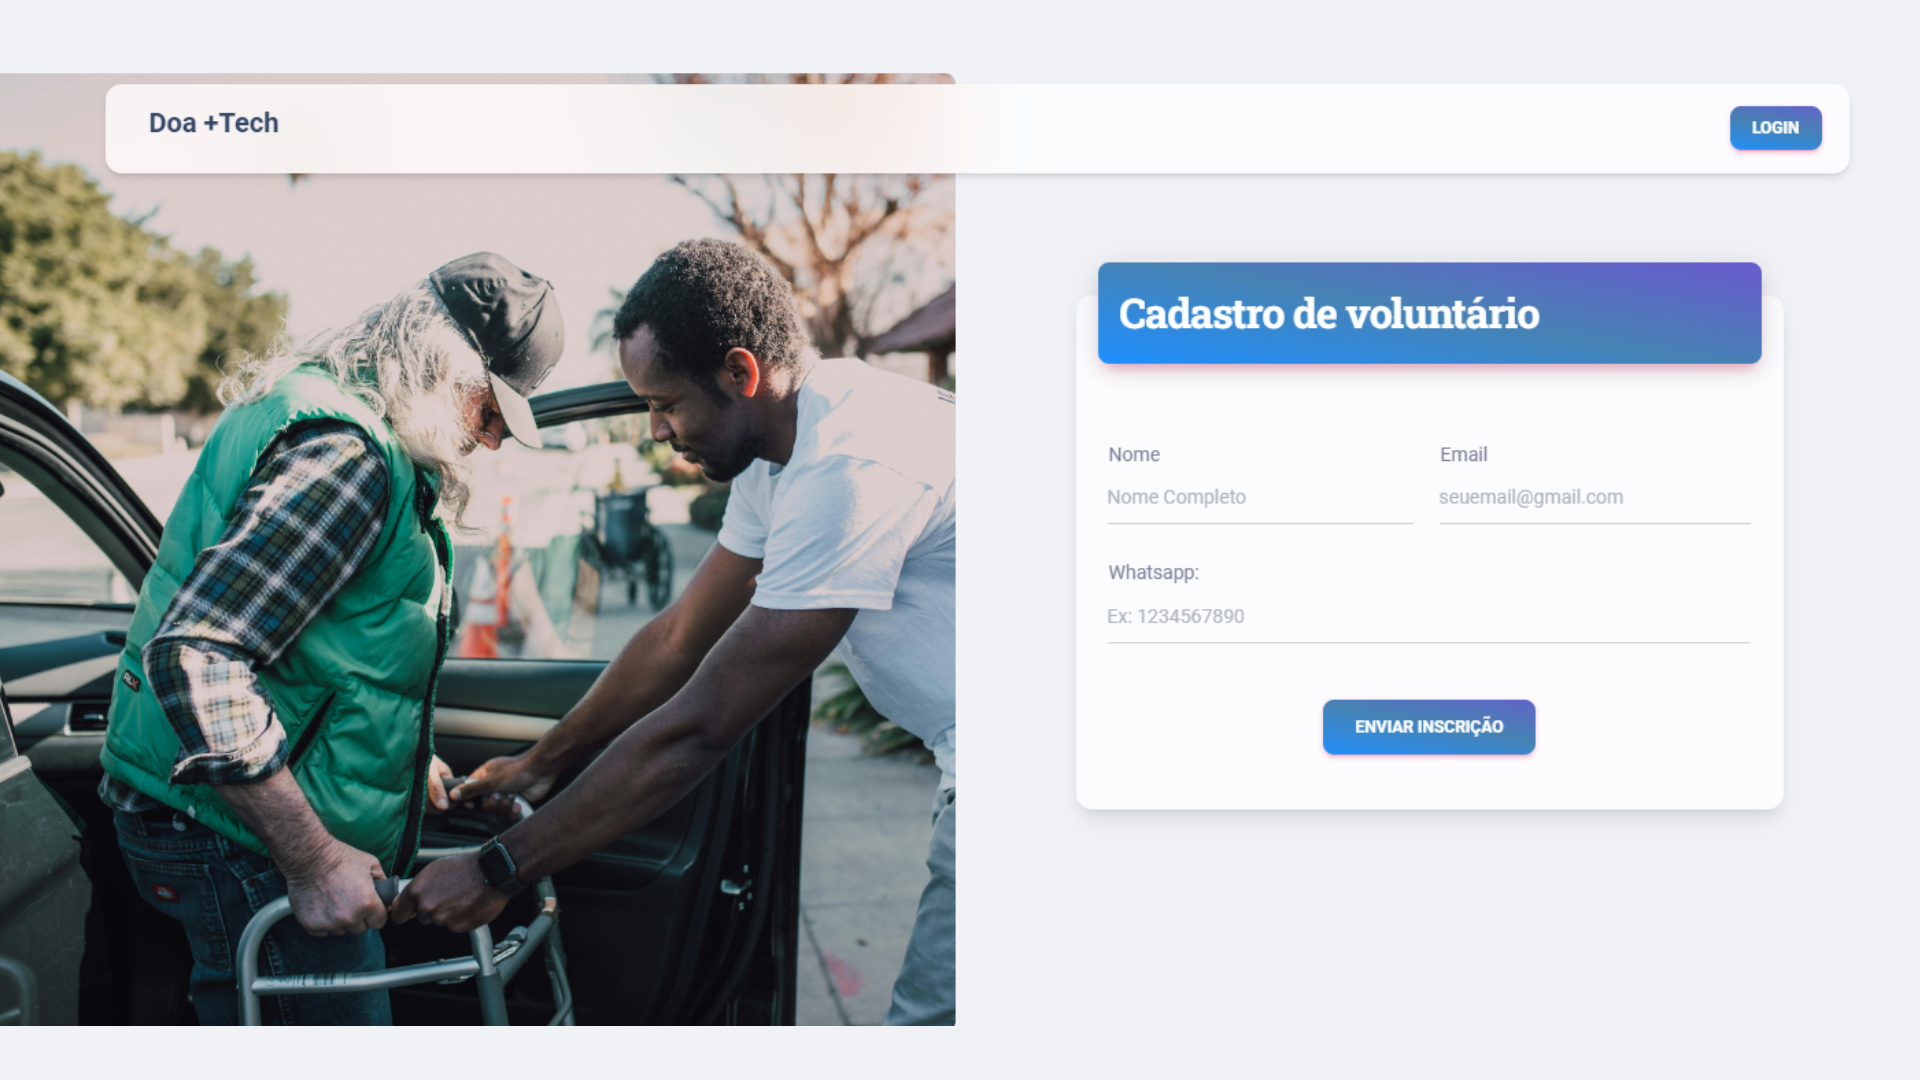 Doa +Tech
LOGIN
Cadastro de voluntário
Nome
Email
Nome Completo
seuemail@gmail.com
Whatsapp:
Ex: 1234567890
ENVIAR INSCRIÇÃO